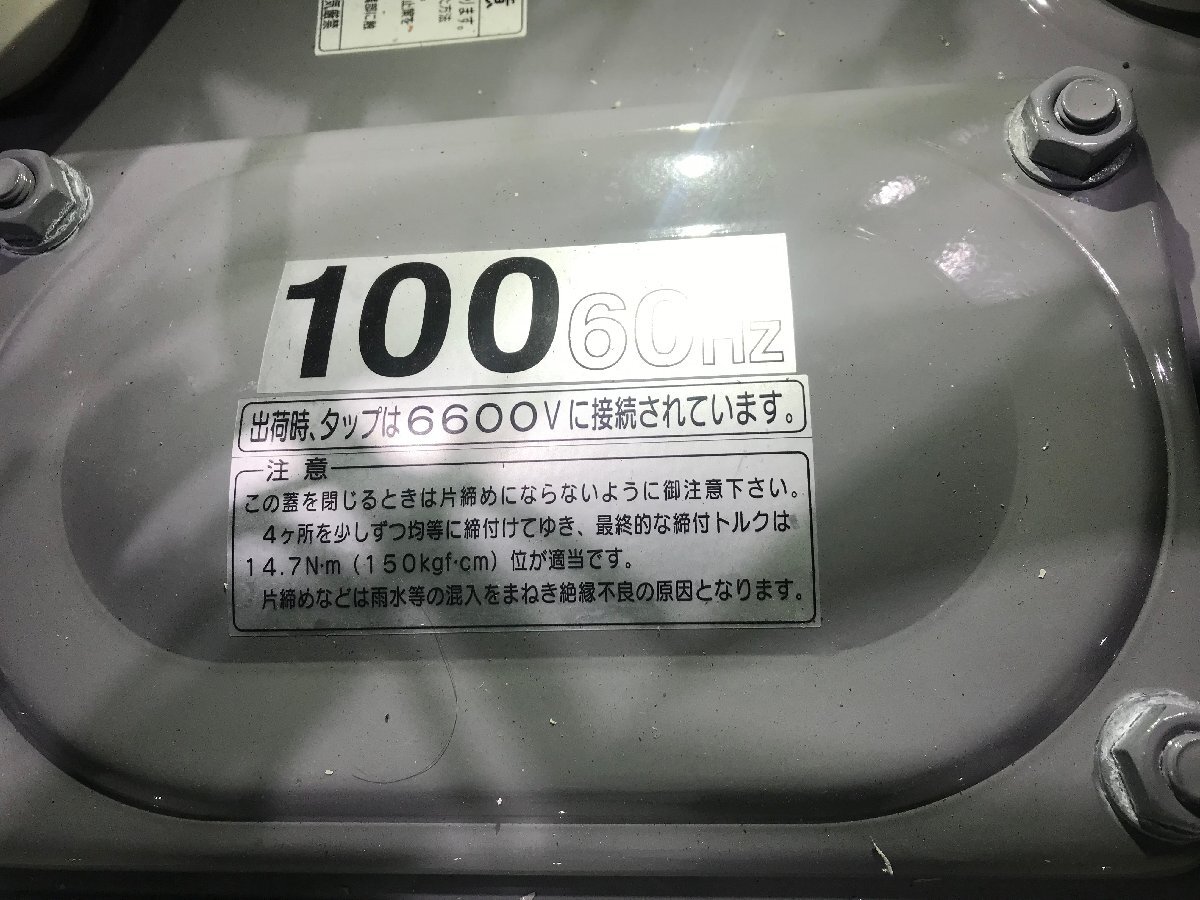 ります。
100 60Hz
出荷時、タップは6600Vに接続されています。
注意
この蓋を閉じるときは片締めにならないように御注意下さい。
4ヶ所を少しずつ均等に締付けてゆき、最終的な締付トルクは
14.7N・m(150kgf・cm)位が適当です。
片締めなどは雨水等の混入をまねき絶縁不良の原因となります。